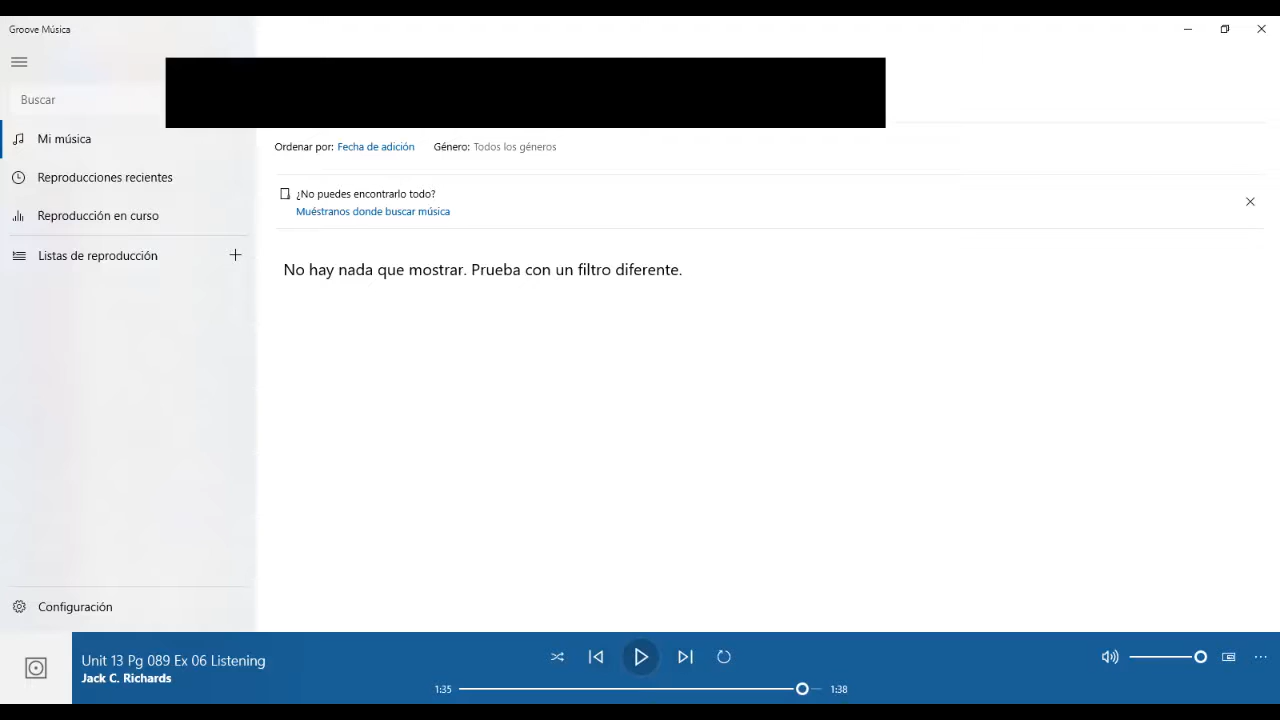 Groove Música
Buscar
Mi música
Reproducciones recientes
Reproducción en curso
Listas de reproducción
Configuración
Ordenar por: Fecha de adición Género: Todos los géneros
¿No puedes encontrarlo todo?
Muéstranos donde buscar música
No hay nada que mostrar. Prueba con un filtro diferente.
Unit 13 Pg 089 Ex 06 Listening
Jack C. Richards
1:35
1:38